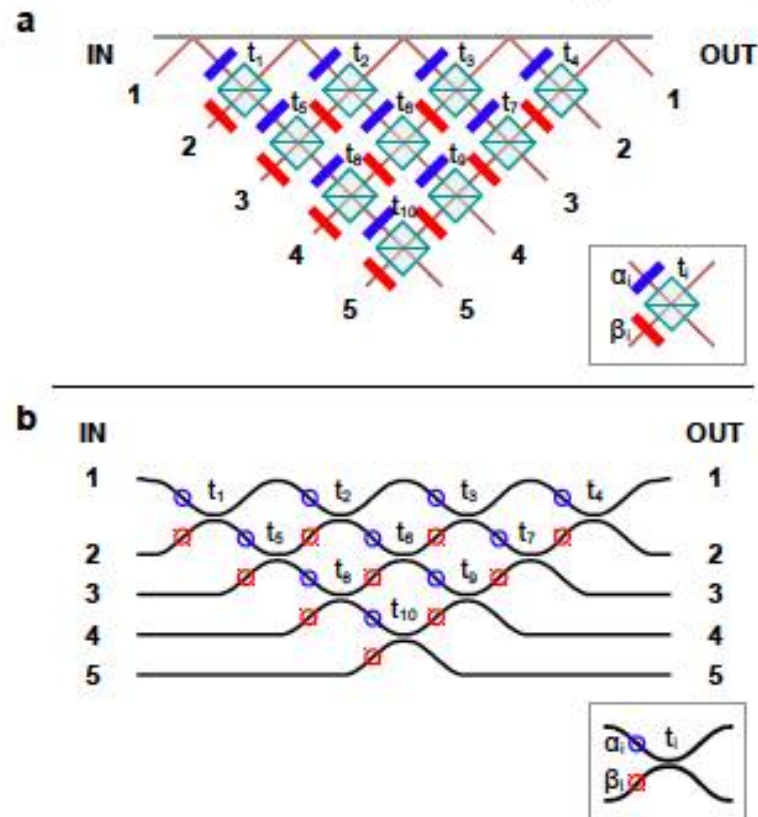 a
IN OUT
t₁ t₂ t₃ t₄
1 1
t₅ t₆ t₇
2 2
t₈ t₉
3 3
t₁₀
4 4
5 5
αᵢ tᵢ
βᵢ
b
IN OUT
1 t₁ t₂ t₃ t₄ 1
2 t₅ t₆ t₇ 2
3 t₈ t₉ 3
4 t₁₀ 4
5 5
αᵢ tᵢ
βᵢ